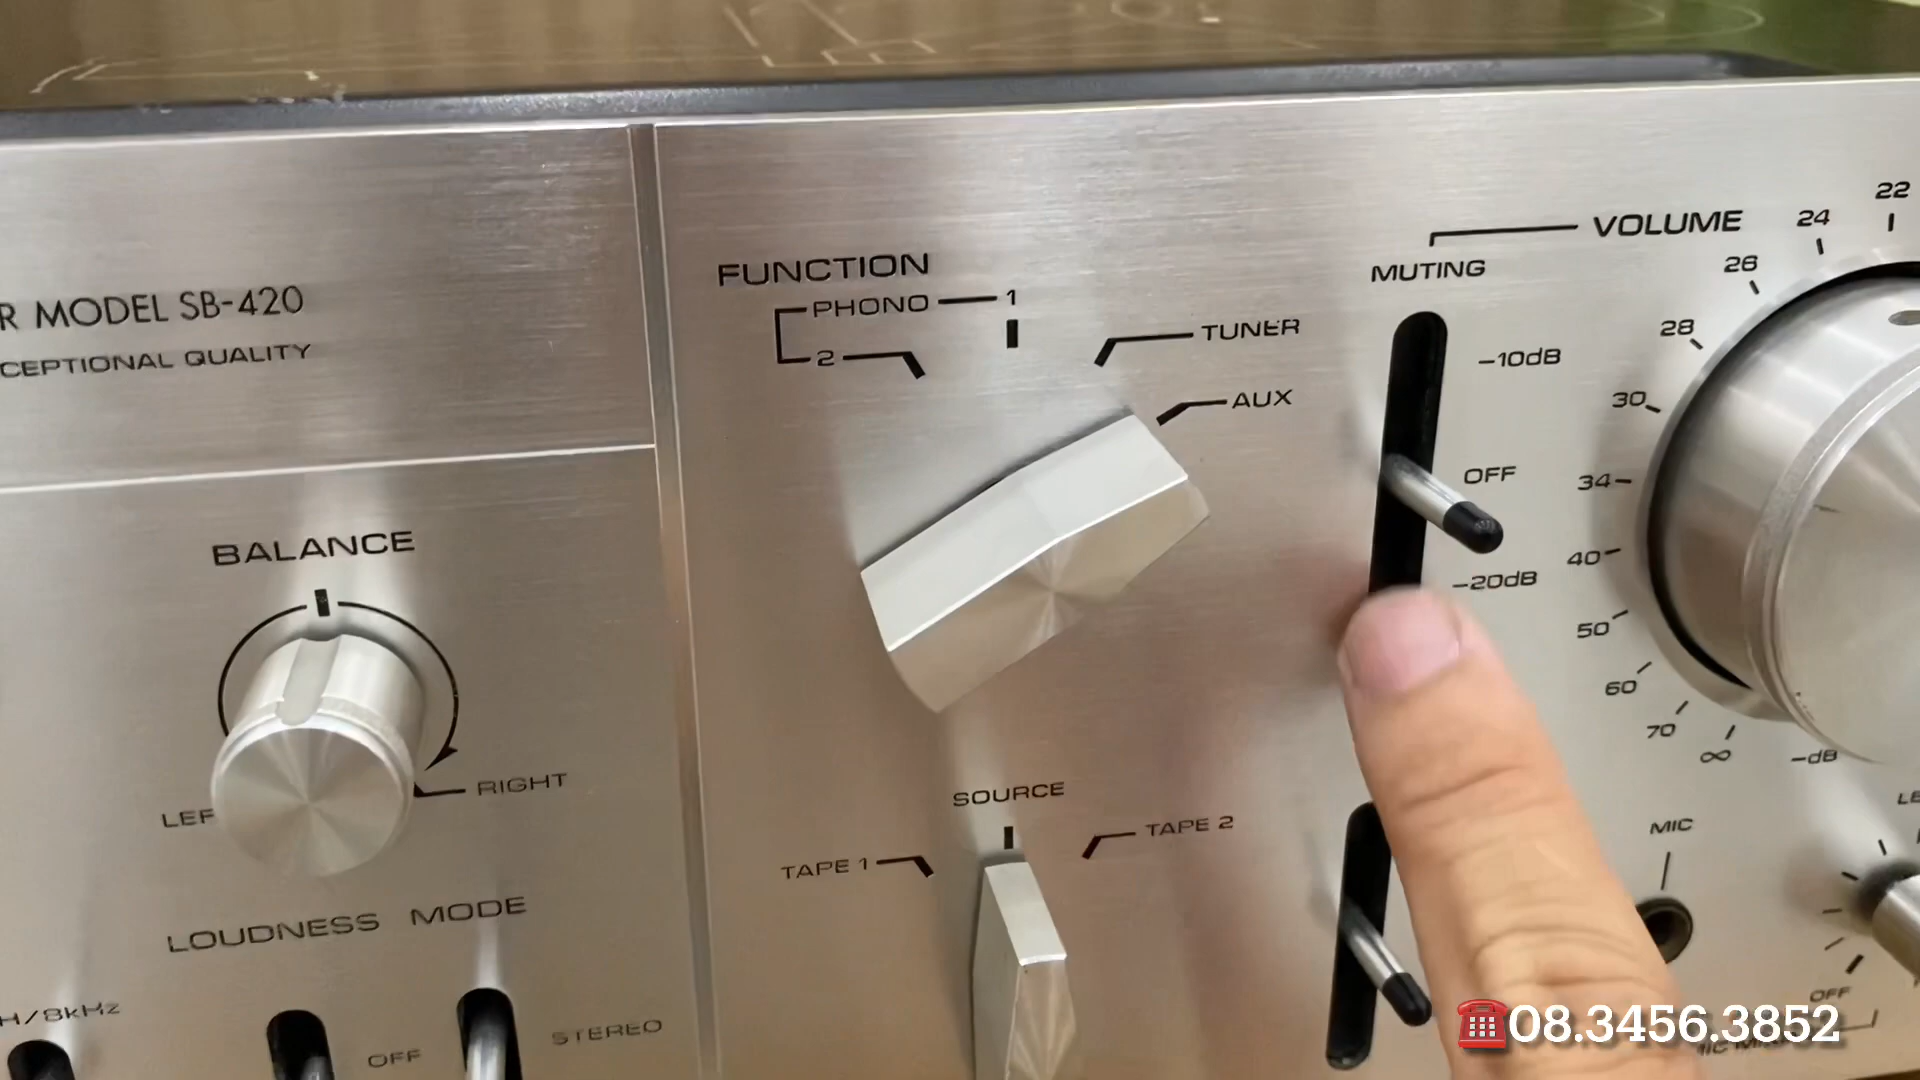 R MODEL SB-420
CEPTIONAL QUALITY
BALANCE
LEF
RIGHT
LOUDNESS MODE
H/8kHz
OFF
STEREO
FUNCTION
PHONO 1
2
TUNER
AUX
SOURCE
TAPE 1
TAPE 2
VOLUME
MUTING
-10dB
OFF
-20dB
22
24
26
28
30
34
40
50
60
70
∞
-dB
MIC
LE
OFF
08.3456.3852